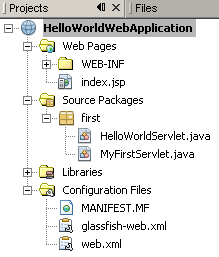 Projects Files
HelloWorldWebApplication
Web Pages
WEB-INF
index.jsp
Source Packages
first
HelloWorldServlet.java
MyFirstServlet.java
Libraries
Configuration Files
MANIFEST.MF
glassfish-web.xml
web.xml